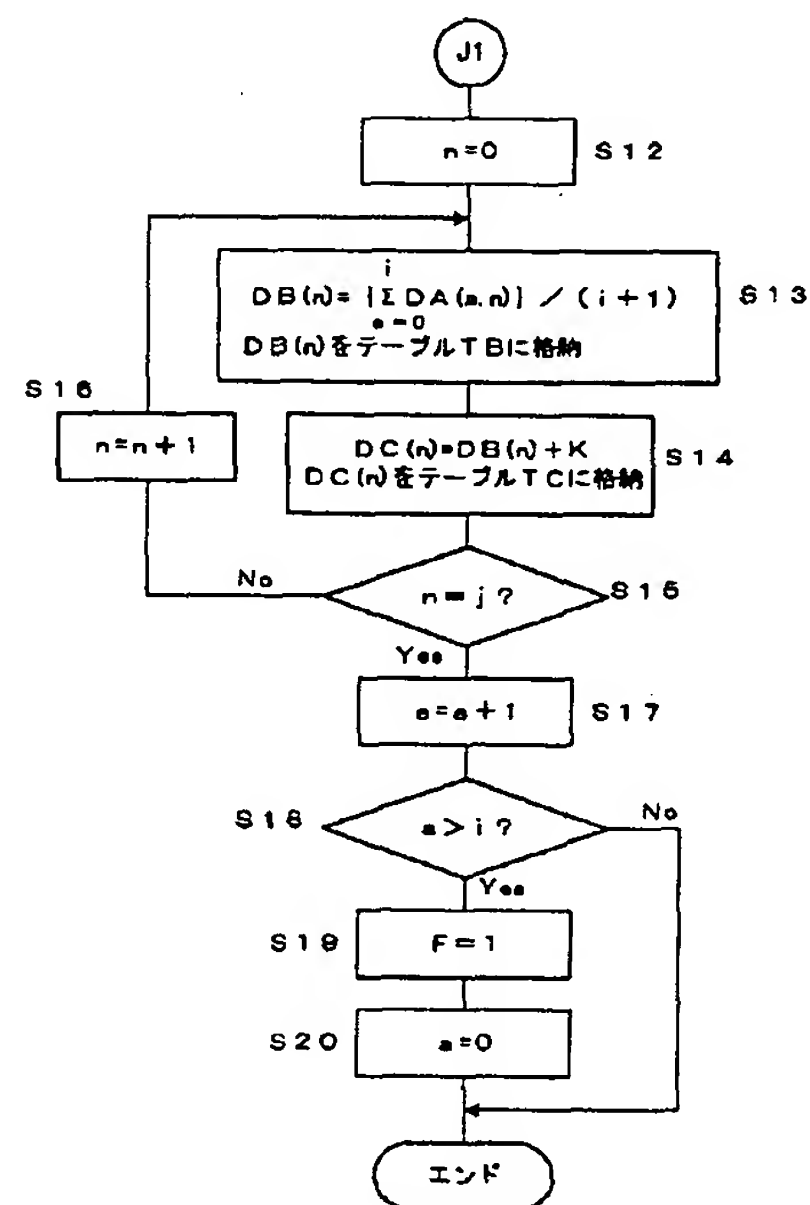 J1
n=0
S12
i
DB(n)= {Σ DA(a,n)} / (i+1)
a=0
DB(n)をテーブルTBに格納
S13
S16
n=n+1
DC(n)=DB(n)+K
DC(n)をテーブルTCに格納
S14
No
n=j?
S15
Yes
a=a+1
S17
S18
a>i?
No
Yes
S19
F=1
S20
a=0
エンド